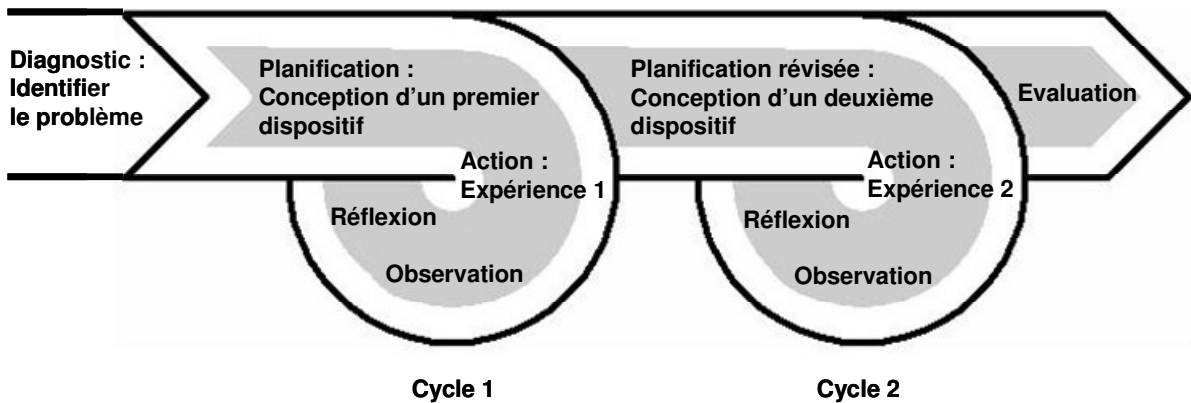 Diagnostic :
Identifier
le problème
Planification :
Conception d'un premier
dispositif
Action :
Expérience 1
Réflexion
Observation
Planification révisée :
Conception d'un deuxième
dispositif
Action :
Expérience 2
Réflexion
Observation
Evaluation
Cycle 1
Cycle 2